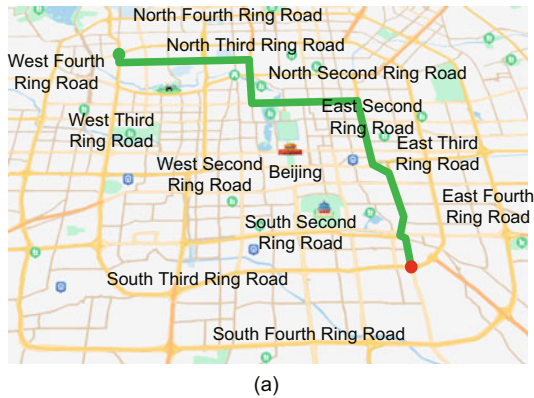 North Fourth Ring Road
North Third Ring Road
West Fourth
Ring Road
North Second Ring Road
East Second
Ring Road
West Third
Ring Road
East Third
Ring Road
West Second
Ring Road
Beijing
East Fourth
Ring Road
South Second
Ring Road
South Third Ring Road
South Fourth Ring Road
(a)